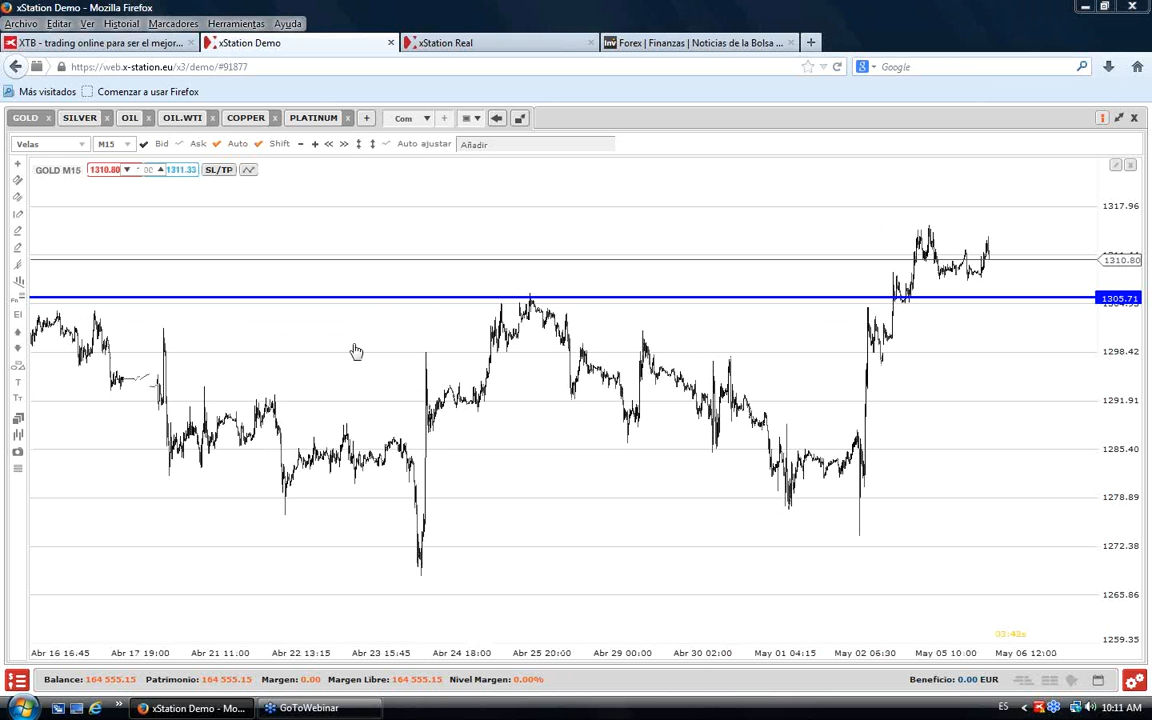 xStation Demo - Mozilla Firefox
Archivo Editar Ver Historial Marcadores Herramientas Ayuda
XTB - trading online para ser el mejor... xStation Demo xStation Real Inv Forex | Finanzas | Noticias de la Bolsa ...
https://web.x-station.eu/x3/demo/#91877 Google
Más visitados Comenzar a usar Firefox
GOLD SILVER OIL OIL.WTI COPPER PLATINUM Com
Velas M15 Bid Ask Auto Shift Auto ajustar Añadir
GOLD M15 1310.80 1311.33 SL/TP
1317.96
1310.80
1305.71
1298.42
1291.91
1285.40
1278.89
1272.38
1265.86
03:42s
1259.35
Abr 16 16:45 Abr 17 19:00 Abr 21 11:00 Abr 22 13:15 Abr 23 15:45 Abr 24 18:00 Abr 25 20:00 Abr 29 00:00 Abr 30 02:00 May 01 04:15 May 02 06:30 May 05 10:00 May 06 12:00
Balance: 164 555.15 Patrimonio: 164 555.15 Margen: 0.00 Margen Libre: 164 555.15 Nivel Margen: 0.00% Beneficio: 0.00 EUR
xStation Demo - Mo... GoToWebinar ES 10:11 AM